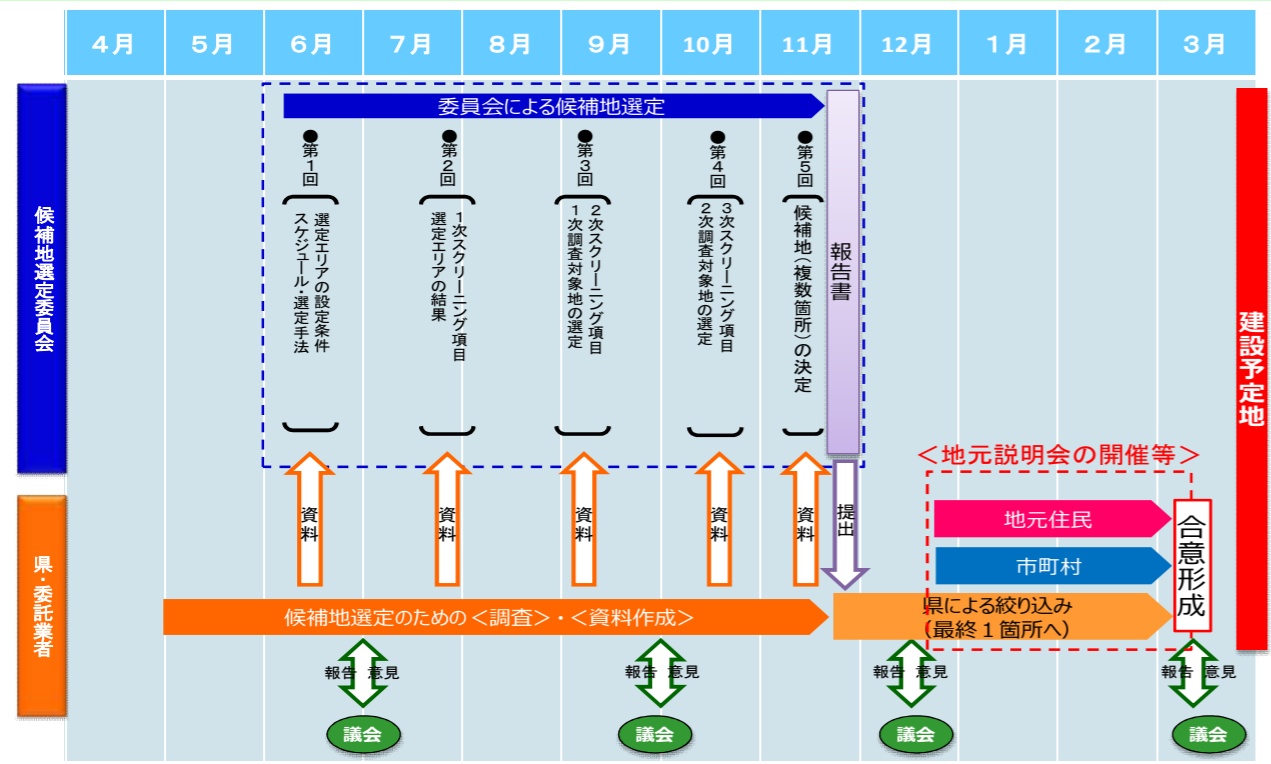 4月 5月 6月 7月 8月 9月 10月 11月 12月 1月 2月 3月
候補地選定委員会
委員会による候補地選定
●第1回
選定エリアの設定条件
スケジュール・選定手法
●第2回
1次スクリーニング項目
選定エリアの結果
●第3回
2次スクリーニング項目
1次調査対象地の選定
●第4回
3次スクリーニング項目
2次調査対象地の選定
●第5回
候補地(複数箇所)の決定
報告書
建設予定地
資料
資料
資料
資料
資料
提出
<地元説明会の開催等>
地元住民
市町村
合意形成
県・委託業者
候補地選定のための<調査>・<資料作成>
県による絞り込み
(最終1箇所へ)
報告 意見
報告 意見
報告 意見
報告 意見
議会
議会
議会
議会